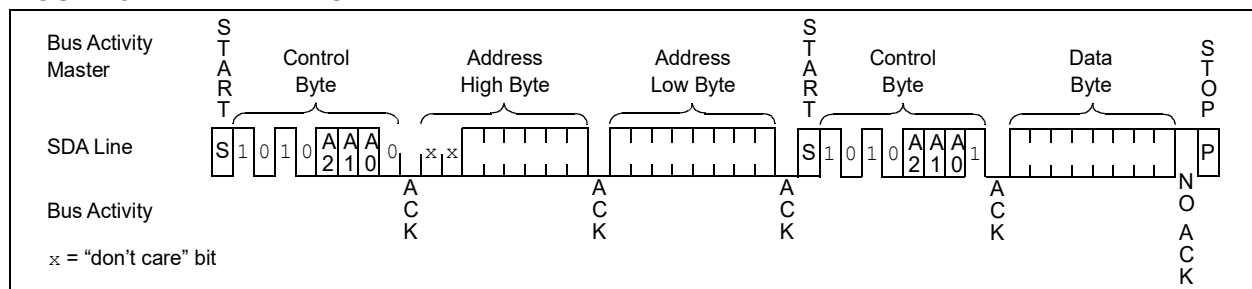 Bus Activity
Master
START
Control
Byte
Address
High Byte
Address
Low Byte
START
Control
Byte
Data
Byte
STOP
SDA Line
S 1 0 1 0 A2 A1 A0 0 x x S 1 0 1 0 A2 A1 A0 1 P
Bus Activity
ACK
ACK
ACK
ACK
NO ACK
x = “don’t care” bit